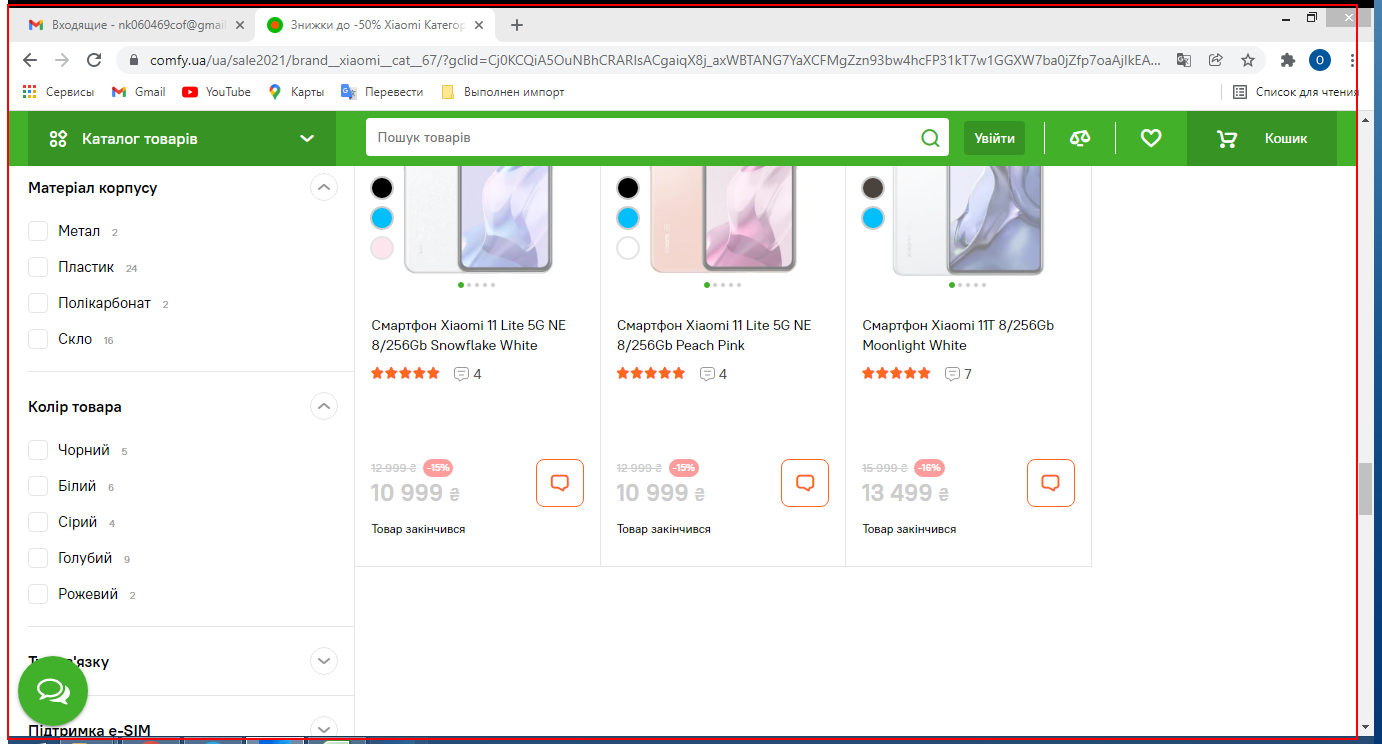 Входящие - nk060469cof@gmai
Знижки до -50% Xiaomi Категор
comfy.ua/ua/sale2021/brand__xiaomi__cat__67/?gclid=Cj0KCQiA5OuNBhCRARIsACgaiqX8j_axWBTANG7YaXCFMgZzn93bw4hcFP31kT7w1GGXW7ba0jZfp7oaAjlkEA...
О
Сервисы
Gmail
YouTube
Карты
Перевести
Выполнен импорт
Список для чтения
Каталог товарів
Пошук товарів
Увійти
Кошик
Матеріал корпусу
Метал 2
Пластик 24
Полікарбонат 2
Скло 16
Колір товара
Чорний 5
Білий 6
Сірий 4
Голубий 9
Рожевий 2
'язку
Підтримка e-SIM
Смартфон Xiaomi 11 Lite 5G NE
8/256Gb Snowflake White
4
12 999 ₴ -15%
10 999 ₴
Товар закінчився
Смартфон Xiaomi 11 Lite 5G NE
8/256Gb Peach Pink
4
12 999 ₴ -15%
10 999 ₴
Товар закінчився
Смартфон Xiaomi 11T 8/256Gb
Moonlight White
7
15 999 ₴ -16%
13 499 ₴
Товар закінчився